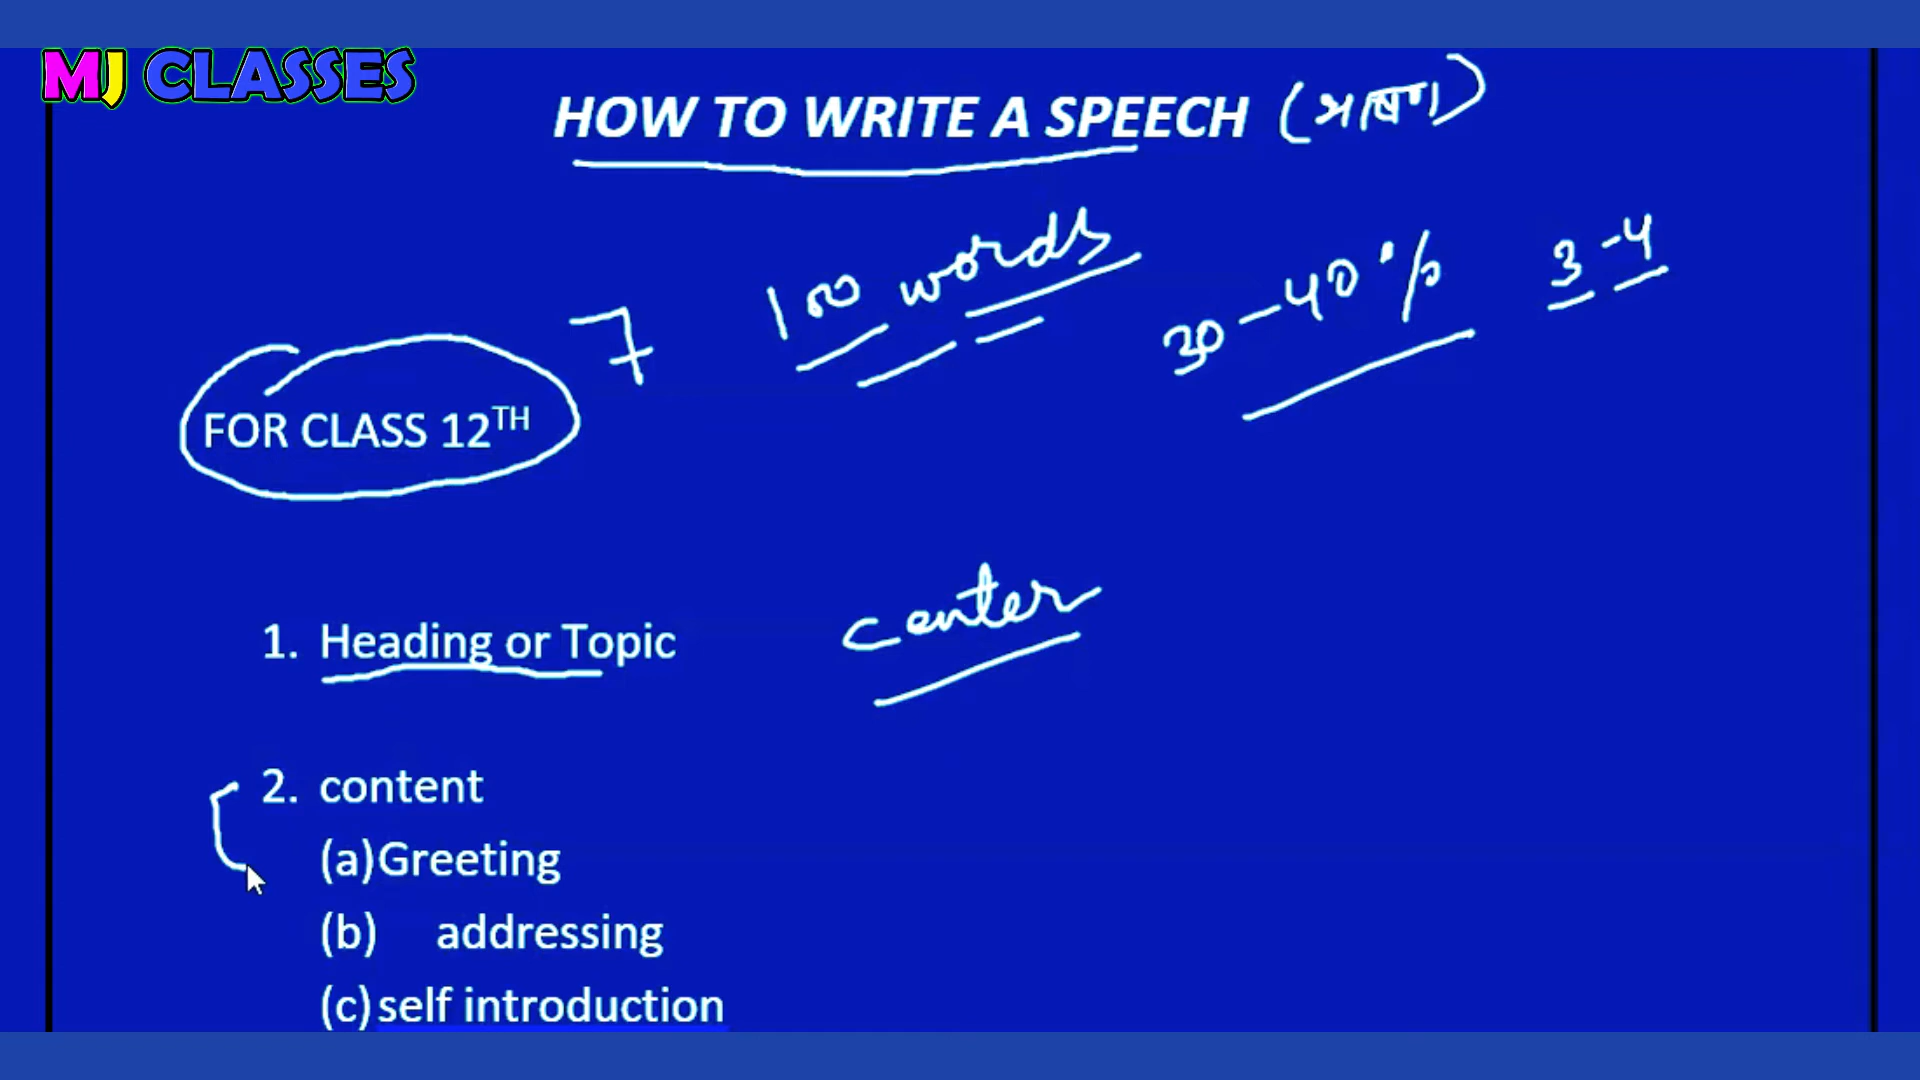 MJ CLASSES
HOW TO WRITE A SPEECH (भाषण)
7 100 words 30-40% 3-4
FOR CLASS 12TH
1. Heading or Topic center
2. content
(a)Greeting
(b) addressing
(c)self introduction